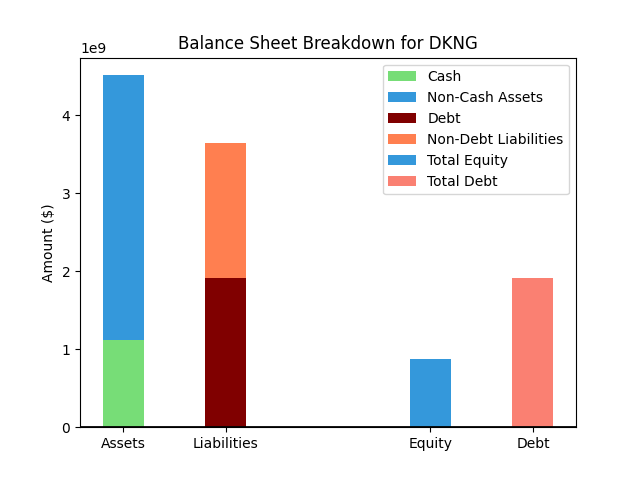 Balance Sheet Breakdown for DKNG
1e9
Cash
Non-Cash Assets
Debt
Non-Debt Liabilities
Total Equity
Total Debt
Amount ($)
4
3
2
1
0
Assets
Liabilities
Equity
Debt